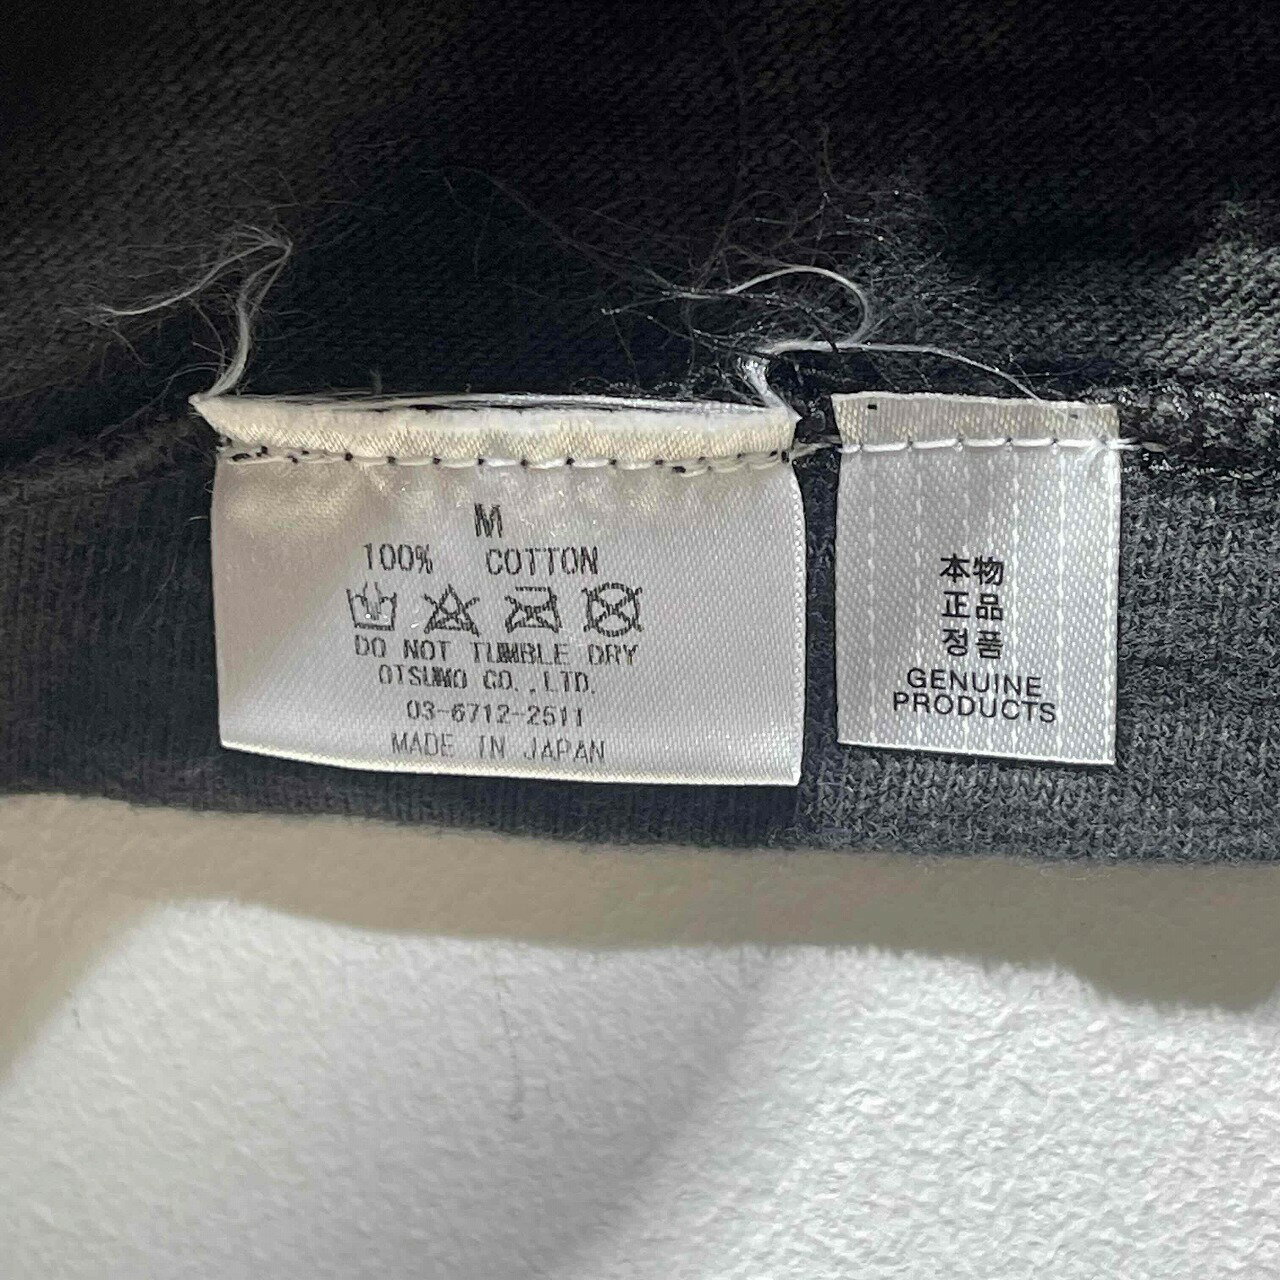 M
100% COTTON
DO NOT TUMBLE DRY
OTSUMO CO.,LTD.
03-6712-2511
MADE IN JAPAN
本物
正品
정품
GENUINE
PRODUCTS